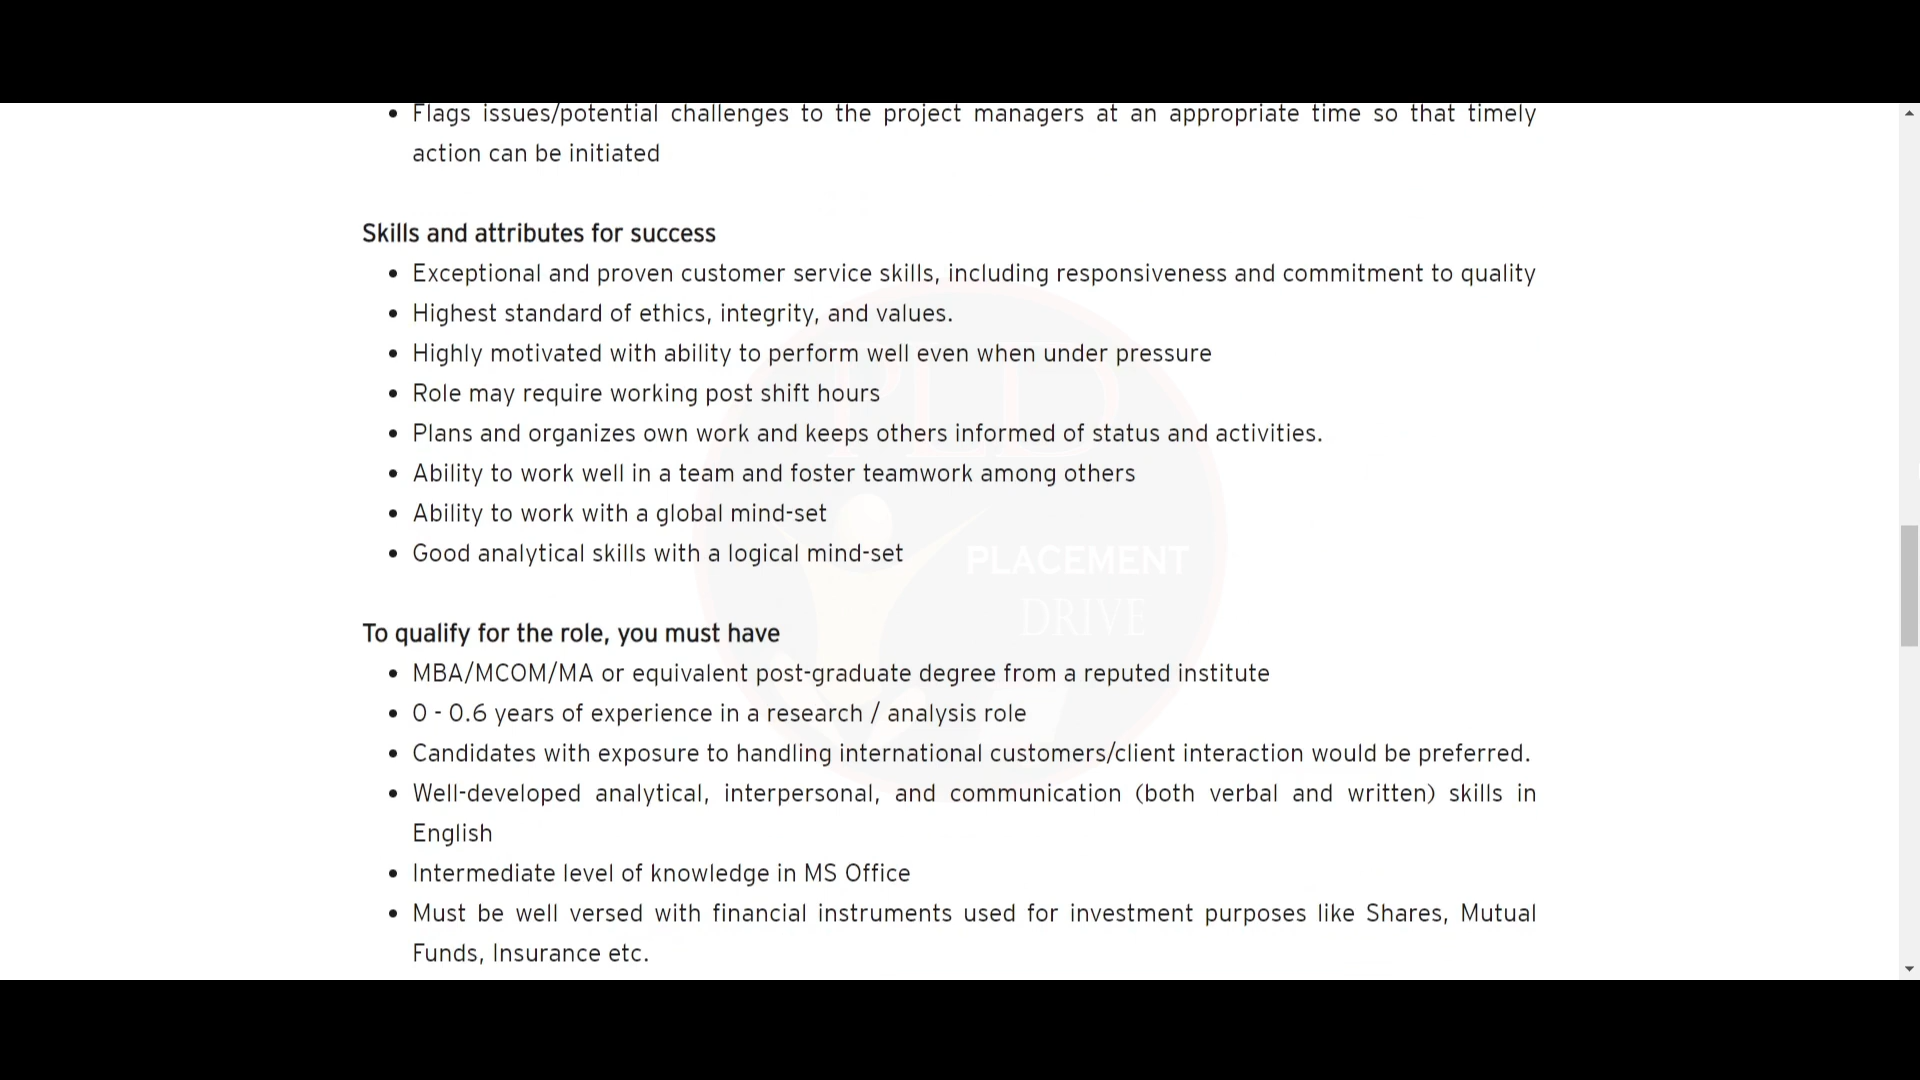 Flags issues/potential challenges to the project managers at an appropriate time so that timely
action can be initiated
Skills and attributes for success
Exceptional and proven customer service skills, including responsiveness and commitment to quality
Highest standard of ethics, integrity, and values.
Highly motivated with ability to perform well even when under pressure
Role may require working post shift hours
Plans and organizes own work and keeps others informed of status and activities.
Ability to work well in a team and foster teamwork among others
Ability to work with a global mind-set
Good analytical skills with a logical mind-set
To qualify for the role, you must have
MBA/MCOM/MA or equivalent post-graduate degree from a reputed institute
0 - 0.6 years of experience in a research / analysis role
Candidates with exposure to handling international customers/client interaction would be preferred.
Well-developed analytical, interpersonal, and communication (both verbal and written) skills in
English
Intermediate level of knowledge in MS Office
Must be well versed with financial instruments used for investment purposes like Shares, Mutual
Funds, Insurance etc.
PLD
PLACEMENT
DRIVE